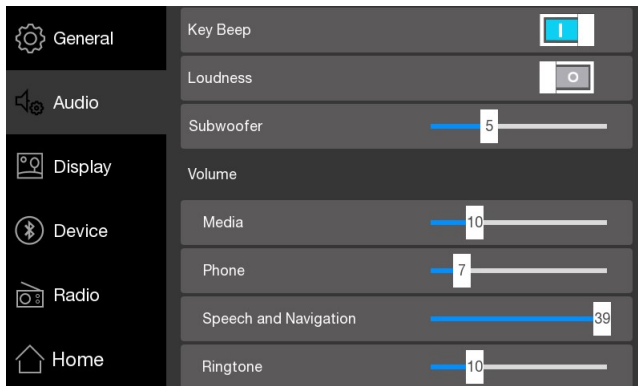 General
Audio
Display
Device
Radio
Home
Key Beep
Loudness
Subwoofer 5
Volume
Media 10
Phone 7
Speech and Navigation 39
Ringtone 10